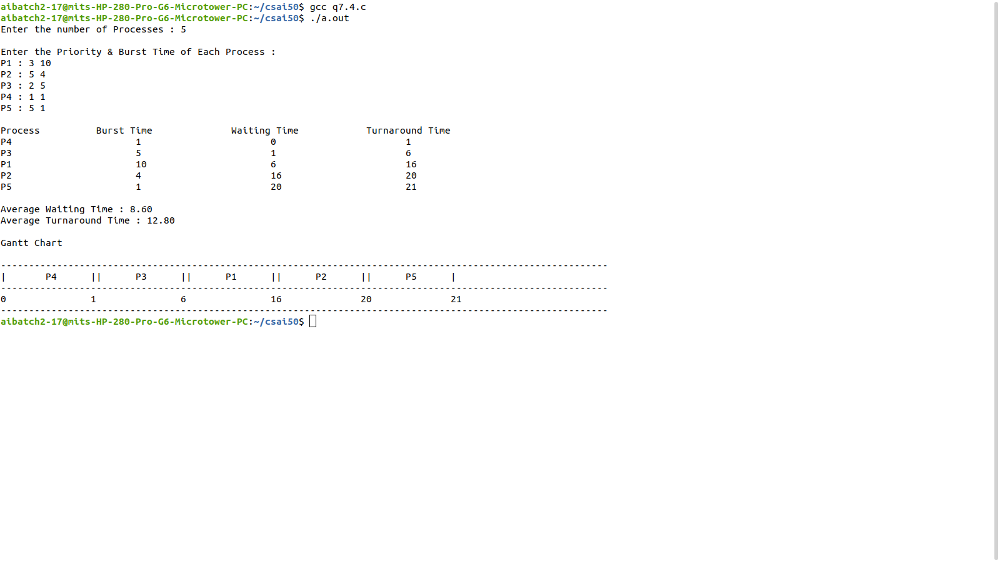 aibatch2-17@mits-HP-280-Pro-G6-Microtower-PC:~/csai50$ gcc q7.4.c
aibatch2-17@mits-HP-280-Pro-G6-Microtower-PC:~/csai50$ ./a.out
Enter the number of Processes : 5
Enter the Priority & Burst Time of Each Process :
P1 : 3 10
P2 : 5 4
P3 : 2 5
P4 : 1 1
P5 : 5 1
Process Burst Time Waiting Time Turnaround Time
P4 1 0 1
P3 5 1 6
P1 10 6 16
P2 4 16 20
P5 1 20 21
Average Waiting Time : 8.60
Average Turnaround Time : 12.80
Gantt Chart
------------------------------------------------------------------------------------------------------------
| P4 || P3 || P1 || P2 || P5 |
------------------------------------------------------------------------------------------------------------
0 1 6 16 20 21
------------------------------------------------------------------------------------------------------------
aibatch2-17@mits-HP-280-Pro-G6-Microtower-PC:~/csai50$